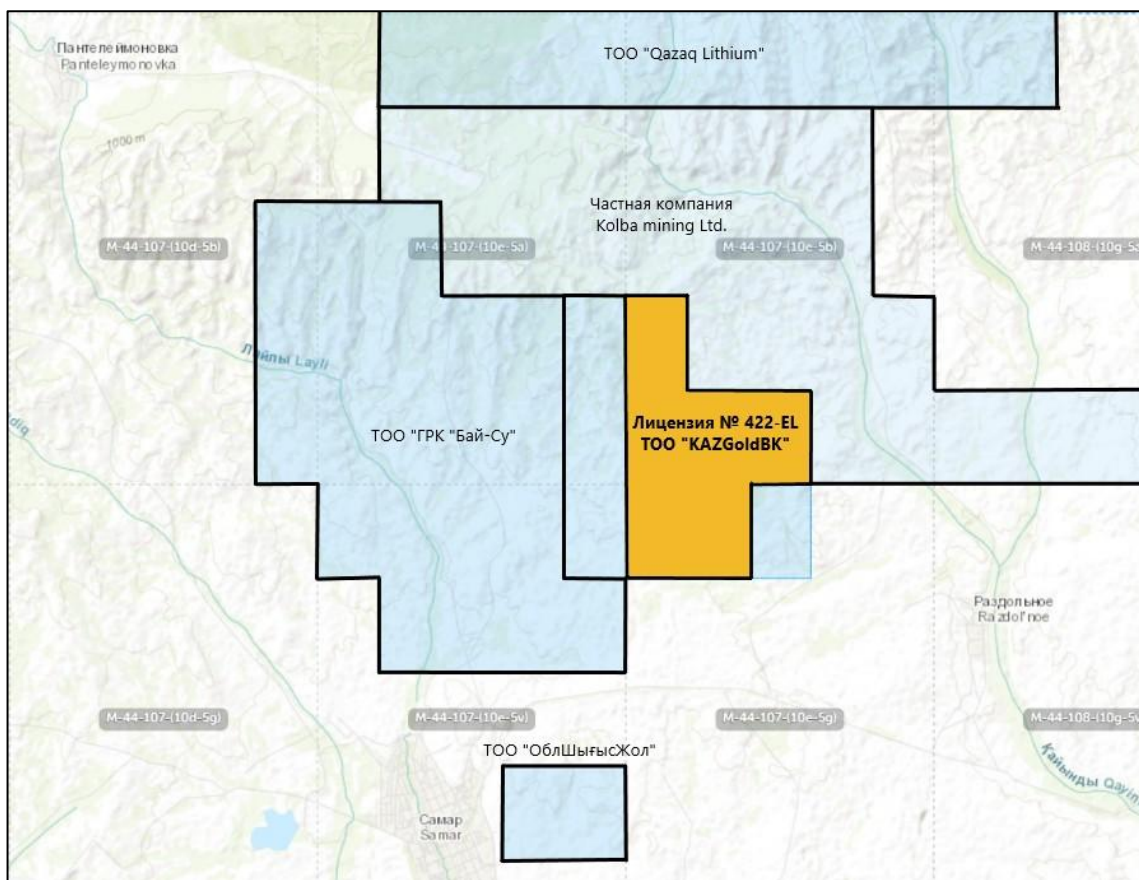 Пантелеймоновка
Panteleymonovka
ТОО "Qazaq Lithium"
1000 m
Частная компания
Kolba mining Ltd.
M-44-107-(10d-5b)
M-44-107-(10e-5a)
M-44-107-(10e-5b)
M-44-108-(10g-5a
Лайлы Layli
diq
ТОО "ГРК "Бай-Су"
Лицензия № 422-EL
ТОО "KAZGoldBK"
Раздольное
Razdol'noe
M-44-107-(10d-5g)
M-44-107-(10e-5v)
M-44-107-(10e-5g)
M-44-108-(10g-5v
ТОО "ОблШығысЖол"
Қайыңды Qayin
Самар
Samar